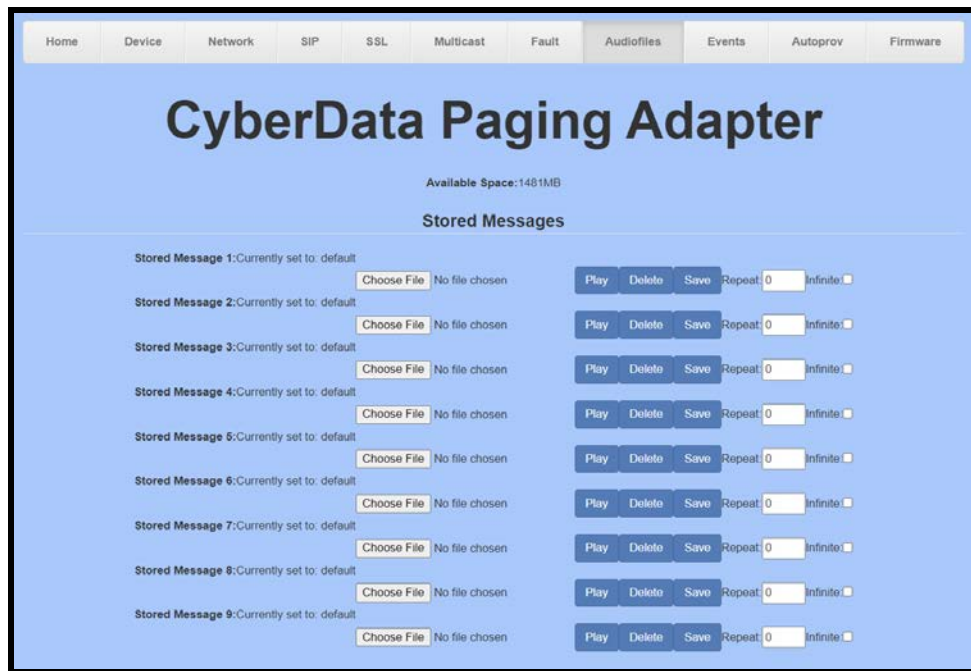 Home Device Network SIP SSL Multicast Fault Audiofiles Events Autoprov Firmware
CyberData Paging Adapter
Available Space:1481MB
Stored Messages
Stored Message 1:Currently set to: default
Choose File No file chosen Play Delete Save Repeat: 0 Infinite:
Stored Message 2:Currently set to: default
Choose File No file chosen Play Delete Save Repeat: 0 Infinite:
Stored Message 3:Currently set to: default
Choose File No file chosen Play Delete Save Repeat: 0 Infinite:
Stored Message 4:Currently set to: default
Choose File No file chosen Play Delete Save Repeat: 0 Infinite:
Stored Message 5:Currently set to: default
Choose File No file chosen Play Delete Save Repeat: 0 Infinite:
Stored Message 6:Currently set to: default
Choose File No file chosen Play Delete Save Repeat: 0 Infinite:
Stored Message 7:Currently set to: default
Choose File No file chosen Play Delete Save Repeat: 0 Infinite:
Stored Message 8:Currently set to: default
Choose File No file chosen Play Delete Save Repeat: 0 Infinite:
Stored Message 9:Currently set to: default
Choose File No file chosen Play Delete Save Repeat: 0 Infinite: